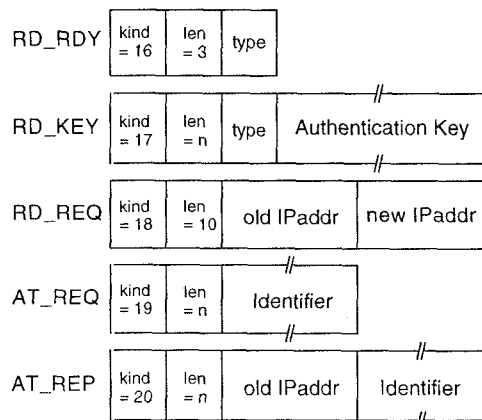 RD_RDY kind = 16 len = 3 type
RD_KEY kind = 17 len = n type Authentication Key
RD_REQ kind = 18 len = 10 old IPaddr new IPaddr
AT_REQ kind = 19 len = n Identifier
AT_REP kind = 20 len = n old IPaddr Identifier